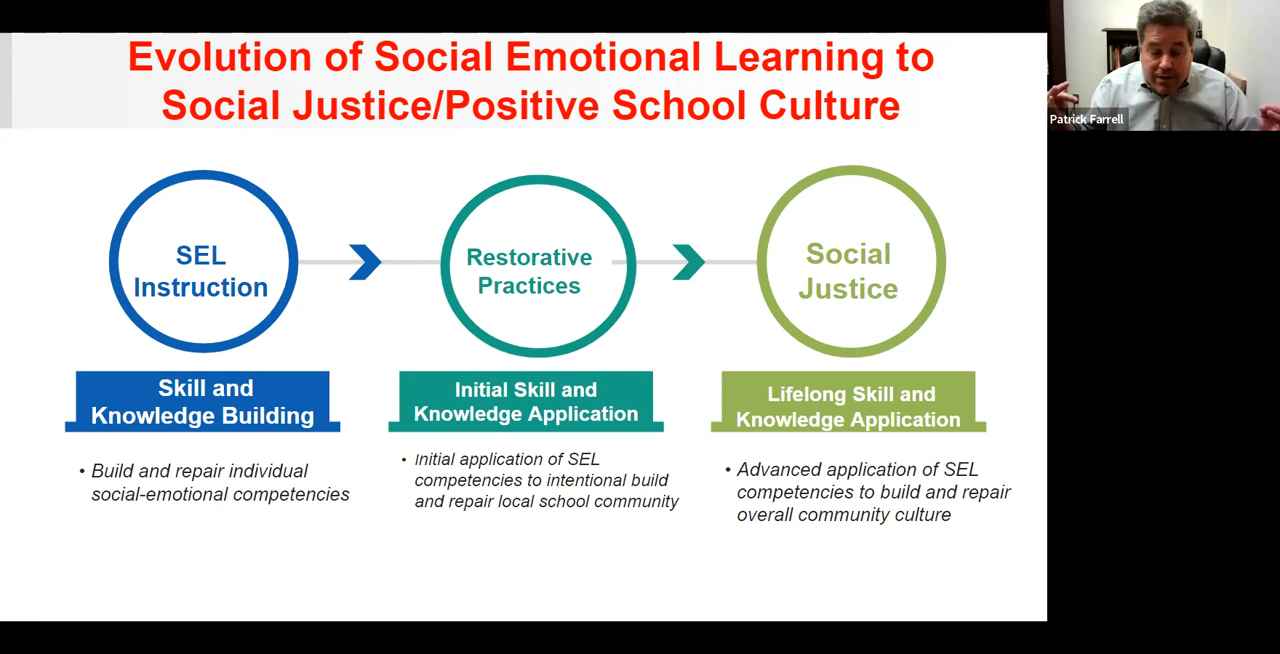 Evolution of Social Emotional Learning to
Social Justice/Positive School Culture
Patrick Farrell
SEL
Instruction
Restorative
Practices
Social
Justice
Skill and
Knowledge Building
Initial Skill and
Knowledge Application
Lifelong Skill and
Knowledge Application
• Build and repair individual
social-emotional competencies
• Initial application of SEL
competencies to intentional build
and repair local school community
• Advanced application of SEL
competencies to build and repair
overall community culture